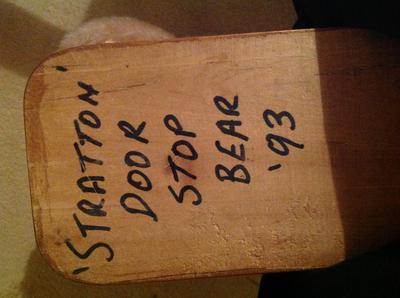 'STRATTON'
DOOR
STOP
BEAR
'93